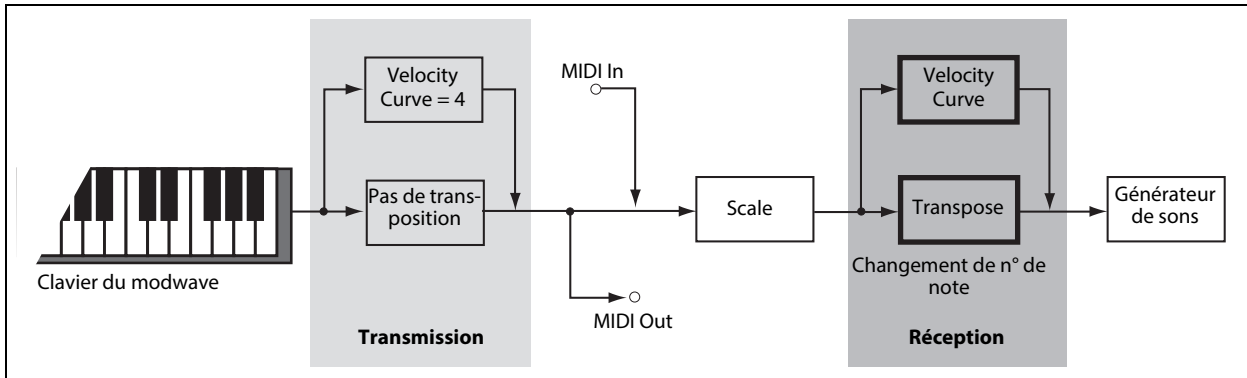 Velocity
Curve = 4
MIDI In
Velocity
Curve
Pas de trans-
position
Scale
Transpose
Générateur
de sons
Clavier du modwave
Changement de n° de
note
MIDI Out
Transmission
Réception